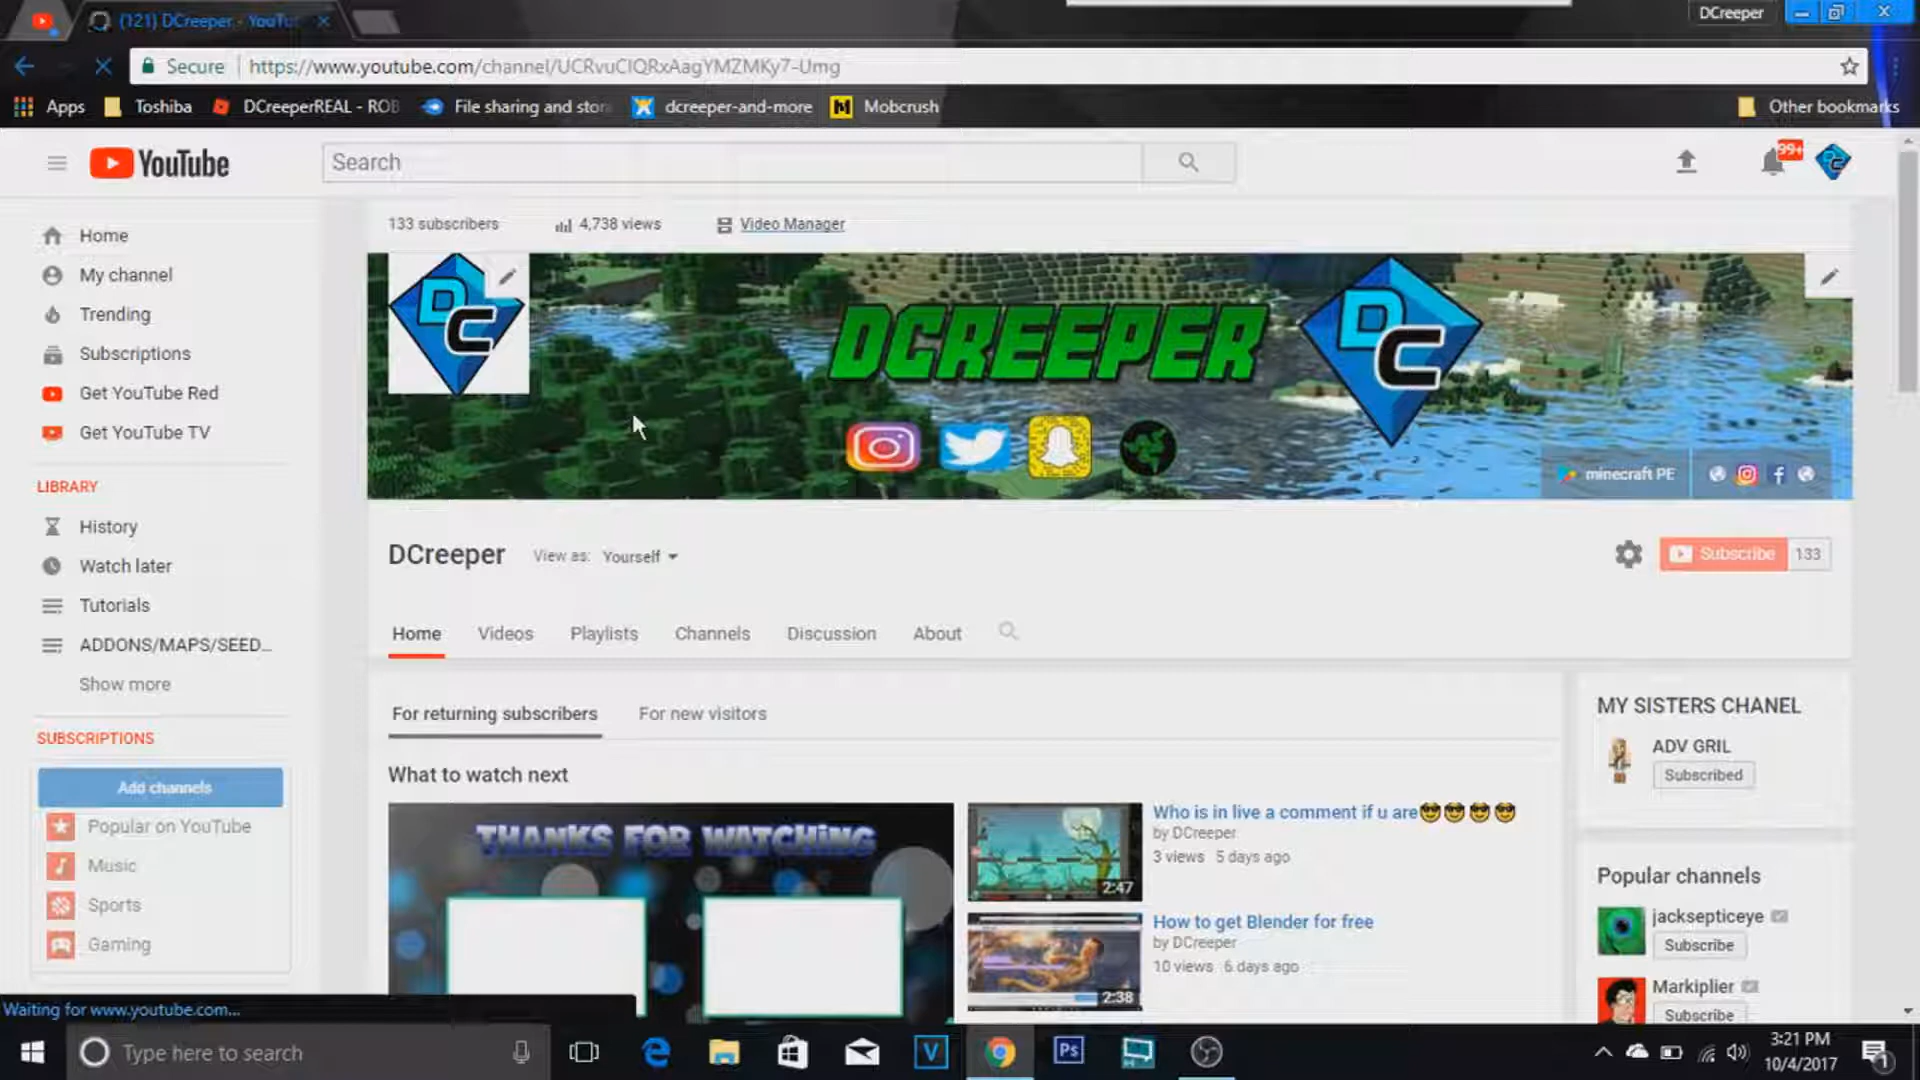 (121) DCreeper - YouTu
DCreeper
Secure
https://www.youtube.com/channel/UCRvuCIQRxAagYMZMKy7-Umg
Apps
Toshiba
DCreeperREAL - ROB
File sharing and stor
dcreeper-and-more
Mobcrush
Other bookmarks
YouTube
Search
99+
DC
133 subscribers
4,738 views
Video Manager
Home
My channel
Trending
Subscriptions
Get YouTube Red
Get YouTube TV
LIBRARY
History
Watch later
Tutorials
ADDONS/MAPS/SEED...
Show more
SUBSCRIPTIONS
Add channels
Popular on YouTube
Music
Sports
Gaming
DC
DCREEPER
DC
minecraft PE
DCreeper
View as: Yourself
Subscribe 133
Home
Videos
Playlists
Channels
Discussion
About
For returning subscribers
For new visitors
What to watch next
THANKS FOR WATCHING
2:47
Who is in live a comment if u are😎😎😎😎
by DCreeper
3 views 5 days ago
2:38
How to get Blender for free
by DCreeper
10 views 6 days ago
MY SISTERS CHANEL
ADV GRIL
Subscribed
Popular channels
jacksepticeye
Subscribe
Markiplier
Subscribe
Waiting for www.youtube.com...
Type here to search
V
Ps
3:21 PM
10/4/2017
1